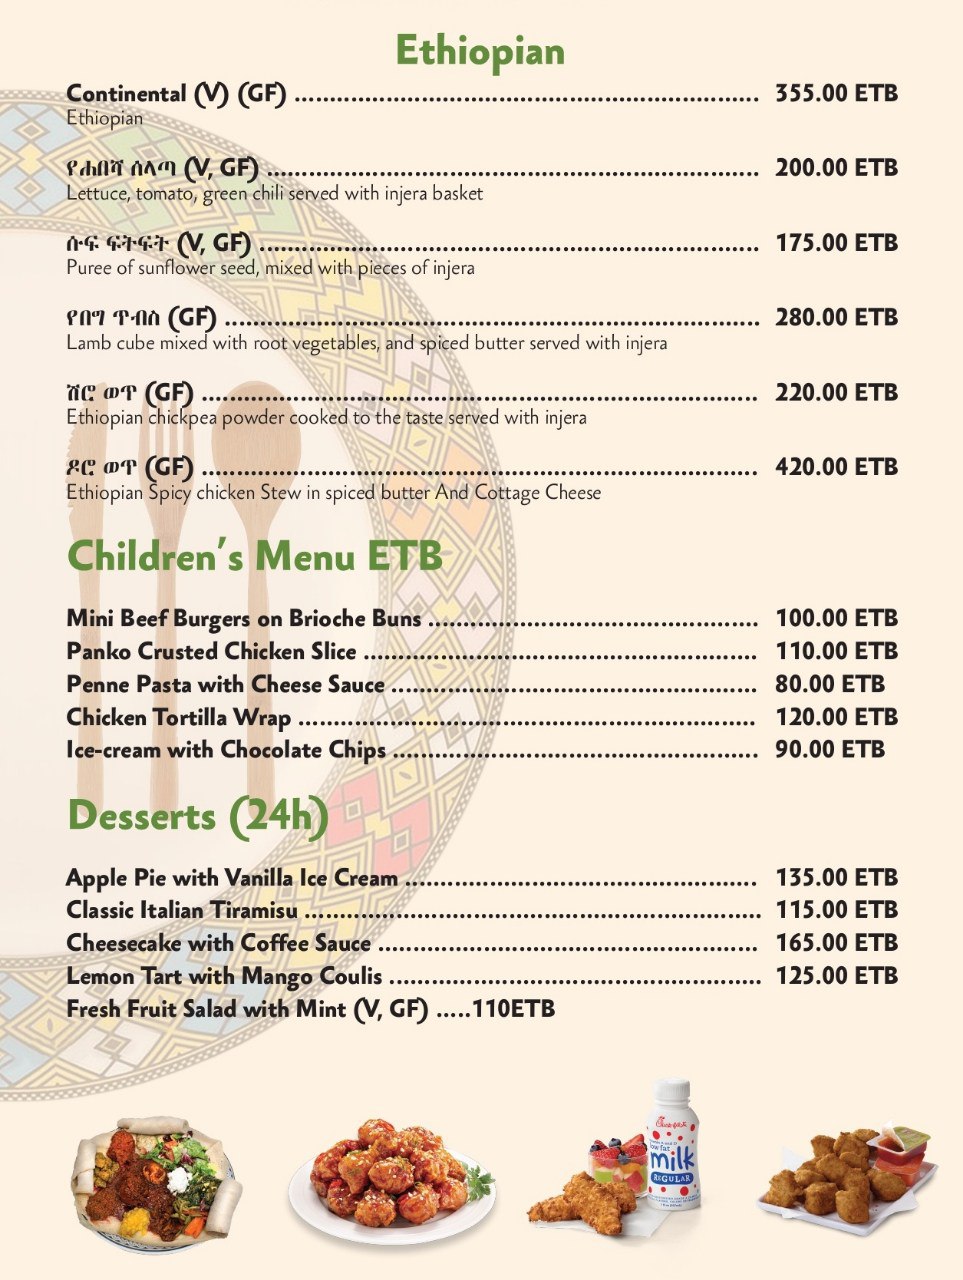 Ethiopian
Continental (V) (GF) ................................................................. 355.00 ETB
Ethiopian
የሐበሻ ሰላጣ (V, GF) ..................................................................... 200.00 ETB
Lettuce, tomato, green chili served with injera basket
ሱፍ ፍትፍት (V, GF) ...................................................................... 175.00 ETB
Puree of sunflower seed, mixed with pieces of injera
የበግ ጥብስ (GF) ........................................................................... 280.00 ETB
Lamb cube mixed with root vegetables, and spiced butter served with injera
ሽሮ ወጥ (GF) .............................................................................. 220.00 ETB
Ethiopian chickpea powder cooked to the taste served with injera
ዶሮ ወጥ (GF) .............................................................................. 420.00 ETB
Ethiopian Spicy chicken Stew in spiced butter And Cottage Cheese
Children's Menu ETB
Mini Beef Burgers on Brioche Buns .............................................. 100.00 ETB
Panko Crusted Chicken Slice ....................................................... 110.00 ETB
Penne Pasta with Cheese Sauce ................................................... 80.00 ETB
Chicken Tortilla Wrap ................................................................ 120.00 ETB
Ice-cream with Chocolate Chips ................................................... 90.00 ETB
Desserts (24h)
Apple Pie with Vanilla Ice Cream ................................................. 135.00 ETB
Classic Italian Tiramisu ................................................................ 115.00 ETB
Cheesecake with Coffee Sauce ..................................................... 165.00 ETB
Lemon Tart with Mango Coulis .................................................... 125.00 ETB
Fresh Fruit Salad with Mint (V, GF) .....110ETB
milk
REGULAR